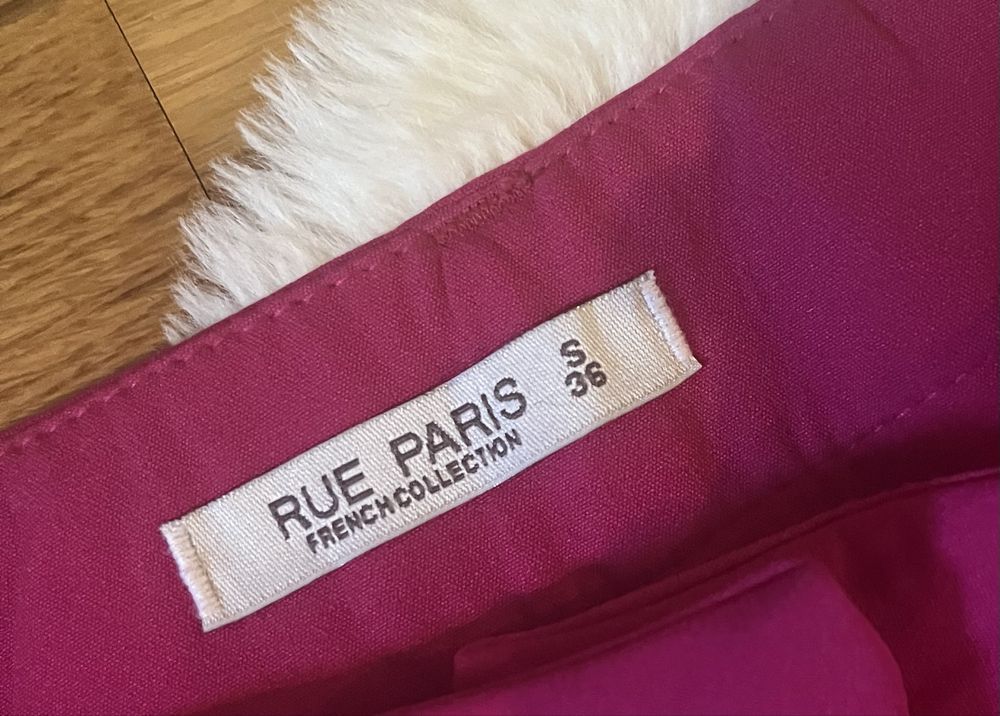 RUE PARIS
FRENCH COLLECTION
S
36